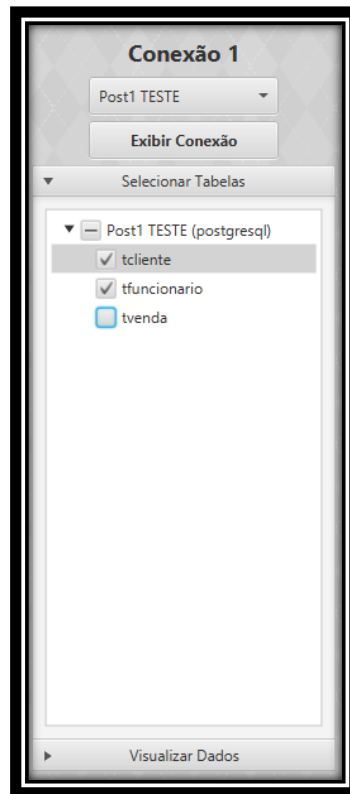 Conexão 1
Post1 TESTE
Exibir Conexão
Selecionar Tabelas
Post1 TESTE (postgresql)
tcliente
tfuncionario
tvenda
Visualizar Dados